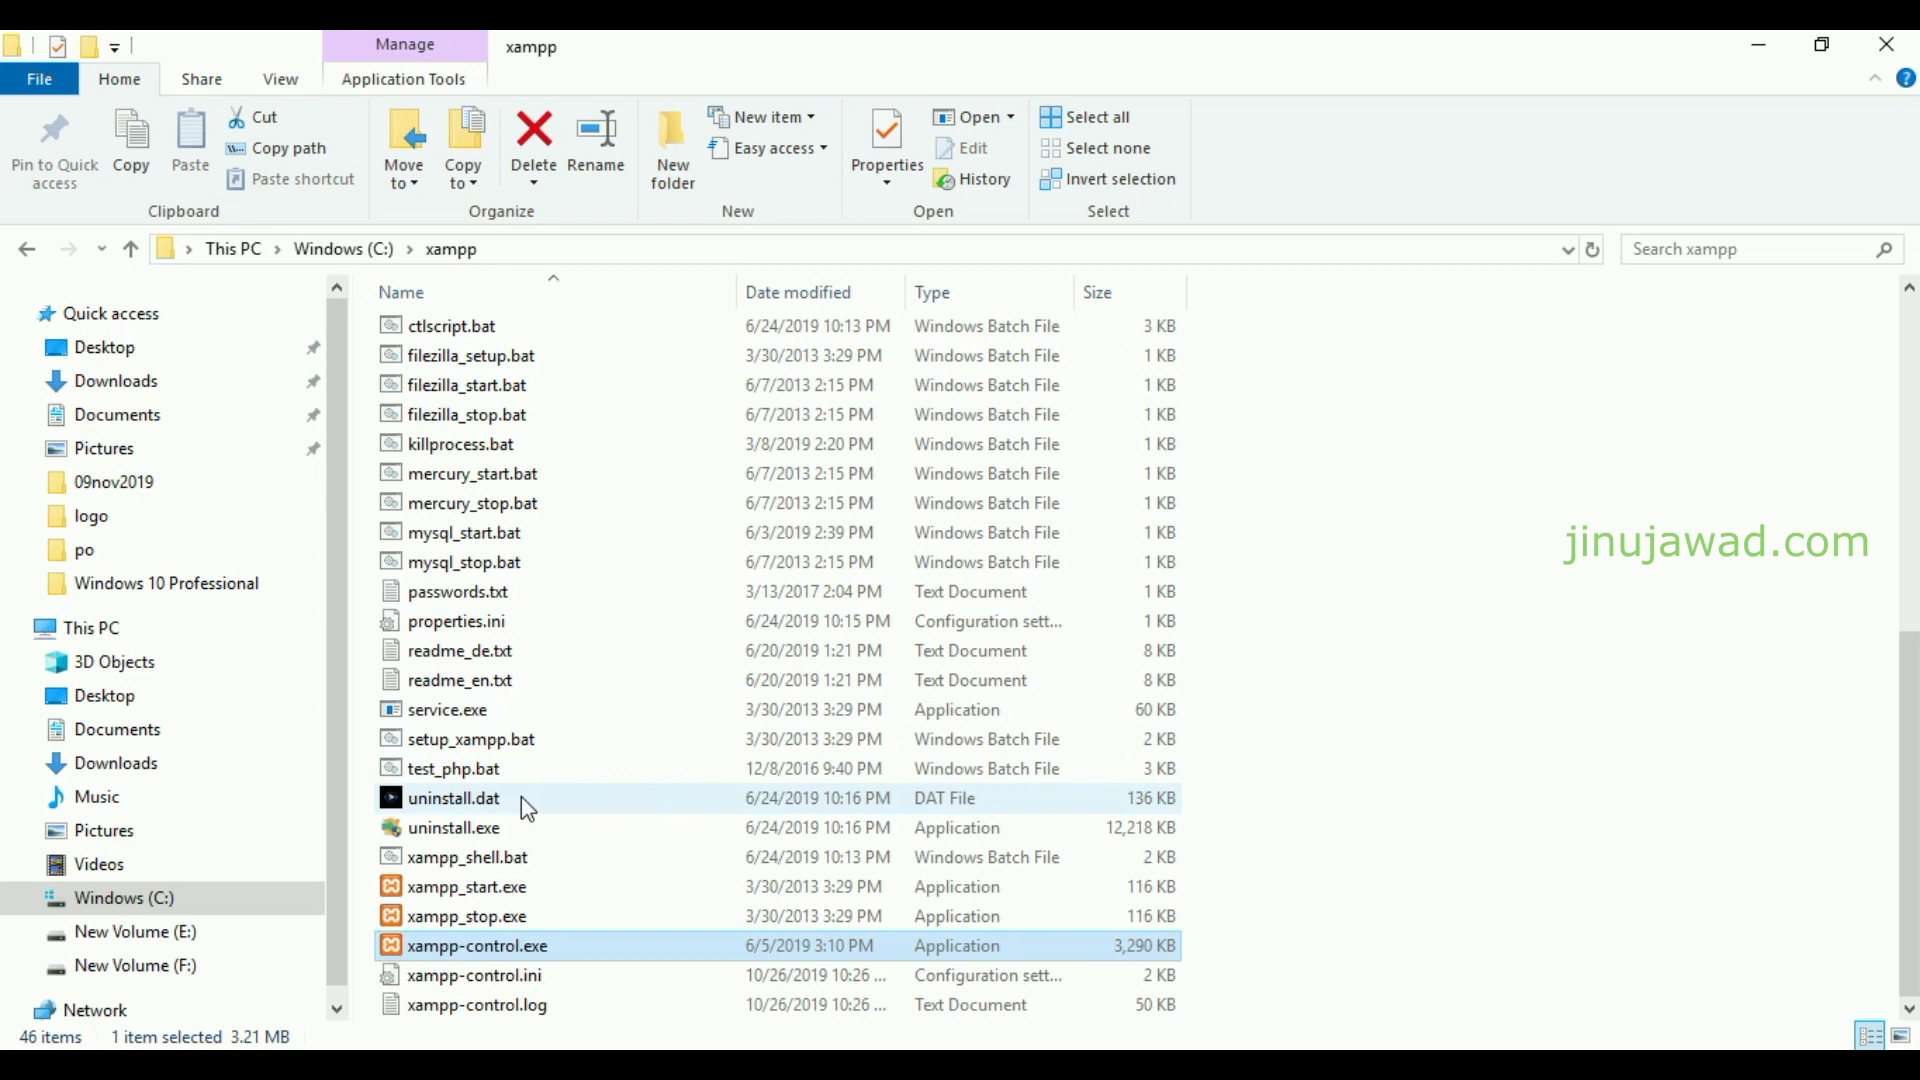 Manage
xampp
File
Home
Share
View
Application Tools
Pin to Quick access
Copy
Paste
Cut
Copy path
Paste shortcut
Clipboard
Move to
Copy to
Delete
Rename
Organize
New folder
New item
Easy access
New
Properties
Open
Edit
History
Open
Select all
Select none
Invert selection
Select
This PC > Windows (C:) > xampp
Search xampp
Quick access
Desktop
Downloads
Documents
Pictures
09nov2019
logo
po
Windows 10 Professional
This PC
3D Objects
Desktop
Documents
Downloads
Music
Pictures
Videos
Windows (C:)
New Volume (E:)
New Volume (F:)
Network
Name Date modified Type Size
ctlscript.bat 6/24/2019 10:13 PM Windows Batch File 3 KB
filezilla_setup.bat 3/30/2013 3:29 PM Windows Batch File 1 KB
filezilla_start.bat 6/7/2013 2:15 PM Windows Batch File 1 KB
filezilla_stop.bat 6/7/2013 2:15 PM Windows Batch File 1 KB
killprocess.bat 3/8/2019 2:20 PM Windows Batch File 1 KB
mercury_start.bat 6/7/2013 2:15 PM Windows Batch File 1 KB
mercury_stop.bat 6/7/2013 2:15 PM Windows Batch File 1 KB
mysql_start.bat 6/3/2019 2:39 PM Windows Batch File 1 KB
mysql_stop.bat 6/7/2013 2:15 PM Windows Batch File 1 KB
passwords.txt 3/13/2017 2:04 PM Text Document 1 KB
properties.ini 6/24/2019 10:15 PM Configuration sett... 1 KB
readme_de.txt 6/20/2019 1:21 PM Text Document 8 KB
readme_en.txt 6/20/2019 1:21 PM Text Document 8 KB
service.exe 3/30/2013 3:29 PM Application 60 KB
setup_xampp.bat 3/30/2013 3:29 PM Windows Batch File 2 KB
test_php.bat 12/8/2016 9:40 PM Windows Batch File 3 KB
uninstall.dat 6/24/2019 10:16 PM DAT File 136 KB
uninstall.exe 6/24/2019 10:16 PM Application 12,218 KB
xampp_shell.bat 6/24/2019 10:13 PM Windows Batch File 2 KB
xampp_start.exe 3/30/2013 3:29 PM Application 116 KB
xampp_stop.exe 3/30/2013 3:29 PM Application 116 KB
xampp-control.exe 6/5/2019 3:10 PM Application 3,290 KB
xampp-control.ini 10/26/2019 10:26 ... Configuration sett... 2 KB
xampp-control.log 10/26/2019 10:26 ... Text Document 50 KB
jinujawad.com
46 items 1 item selected 3.21 MB